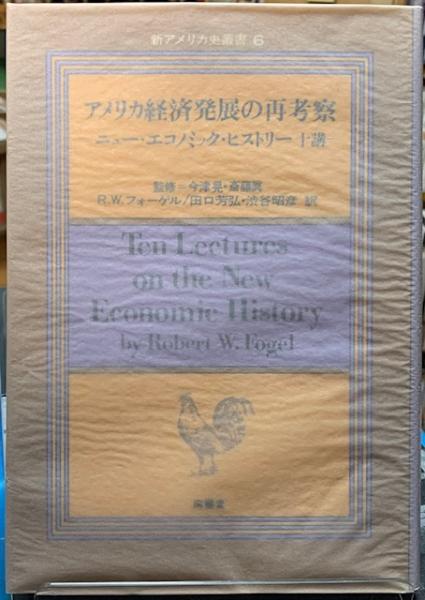 新アメリカ史叢書 6
アメリカ経済発展の再考察
ニュー・エコノミック・ヒストリー十講
監修=今津晃・斎藤眞
R.W.フォーゲル/田口芳弘・渋谷昭彦 訳
Ten Lectures
on the New
Economic History
by Robert W. Fogel
南雲堂